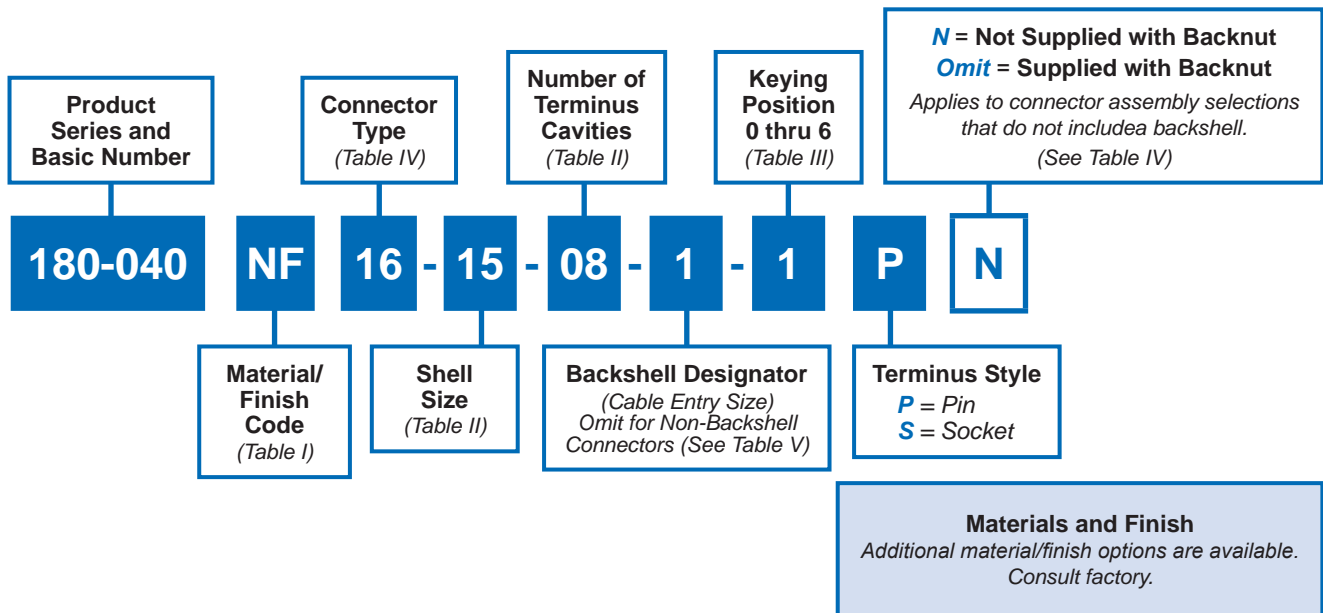 Product
Series and
Basic Number
Connector
Type
(Table IV)
Number of
Terminus
Cavities
(Table II)
Keying
Position
0 thru 6
(Table III)
N = Not Supplied with Backnut
Omit = Supplied with Backnut
Applies to connector assembly selections
that do not includea backshell.
(See Table IV)
180-040 NF 16 - 15 - 08 - 1 - 1 P N
Material/
Finish
Code
(Table I)
Shell
Size
(Table II)
Backshell Designator
(Cable Entry Size)
Omit for Non-Backshell
Connectors (See Table V)
Terminus Style
P = Pin
S = Socket
Materials and Finish
Additional material/finish options are available.
Consult factory.